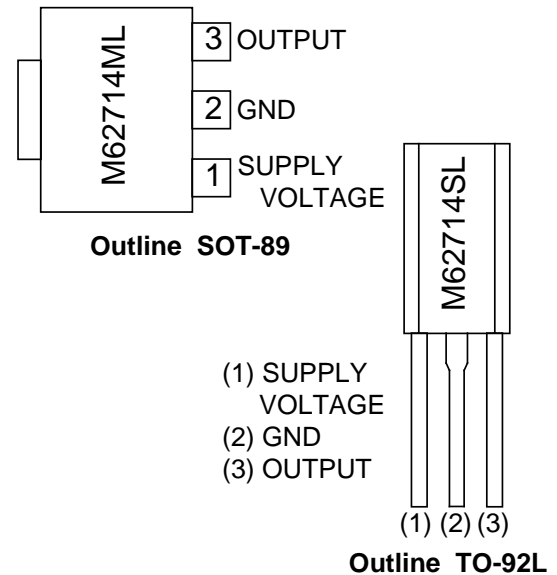 M62714ML
3 OUTPUT
2 GND
1 SUPPLY
VOLTAGE
Outline SOT-89
M62714SL
(1) SUPPLY
VOLTAGE
(2) GND
(3) OUTPUT
(1) (2) (3)
Outline TO-92L